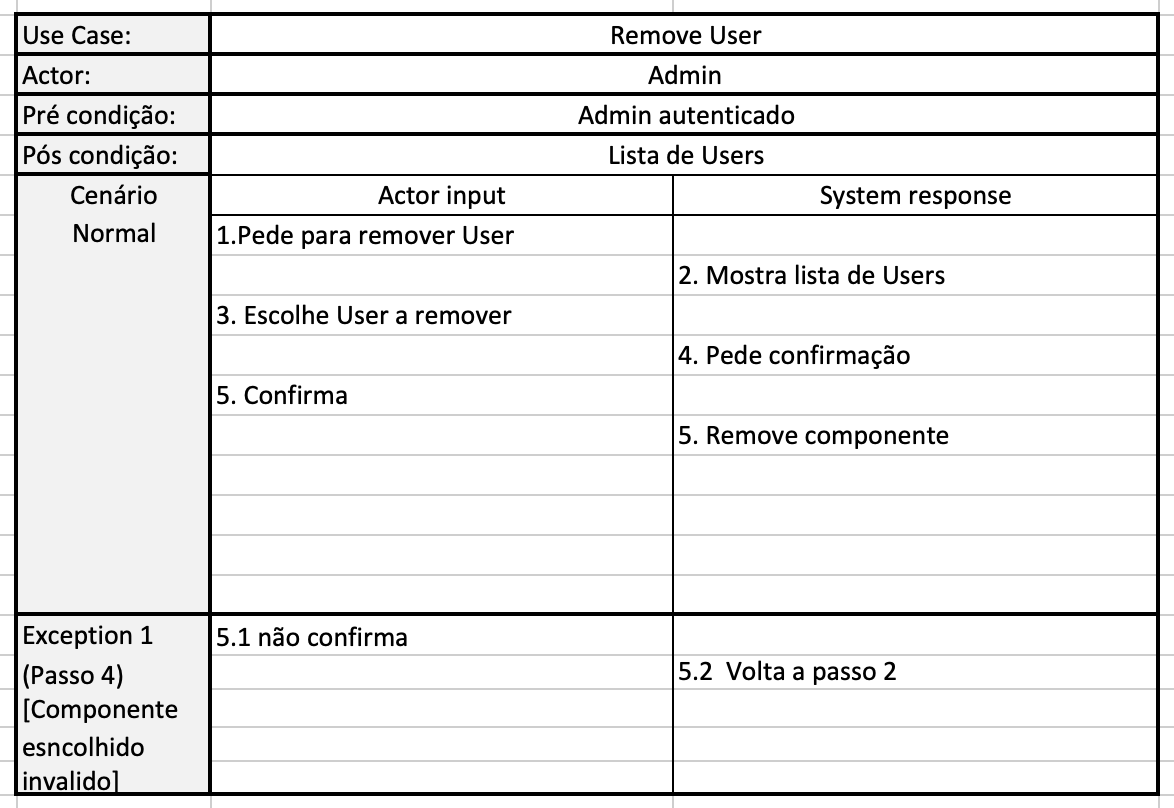 Use Case:
Remove User
Actor:
Admin
Pré condição:
Admin autenticado
Pós condição:
Lista de Users
Cenário
Normal
Actor input
System response
1.Pede para remover User
2. Mostra lista de Users
3. Escolhe User a remover
4. Pede confirmação
5. Confirma
5. Remove componente
Exception 1
(Passo 4)
[Componente
esncolhido
invalido]
5.1 não confirma
5.2  Volta a passo 2